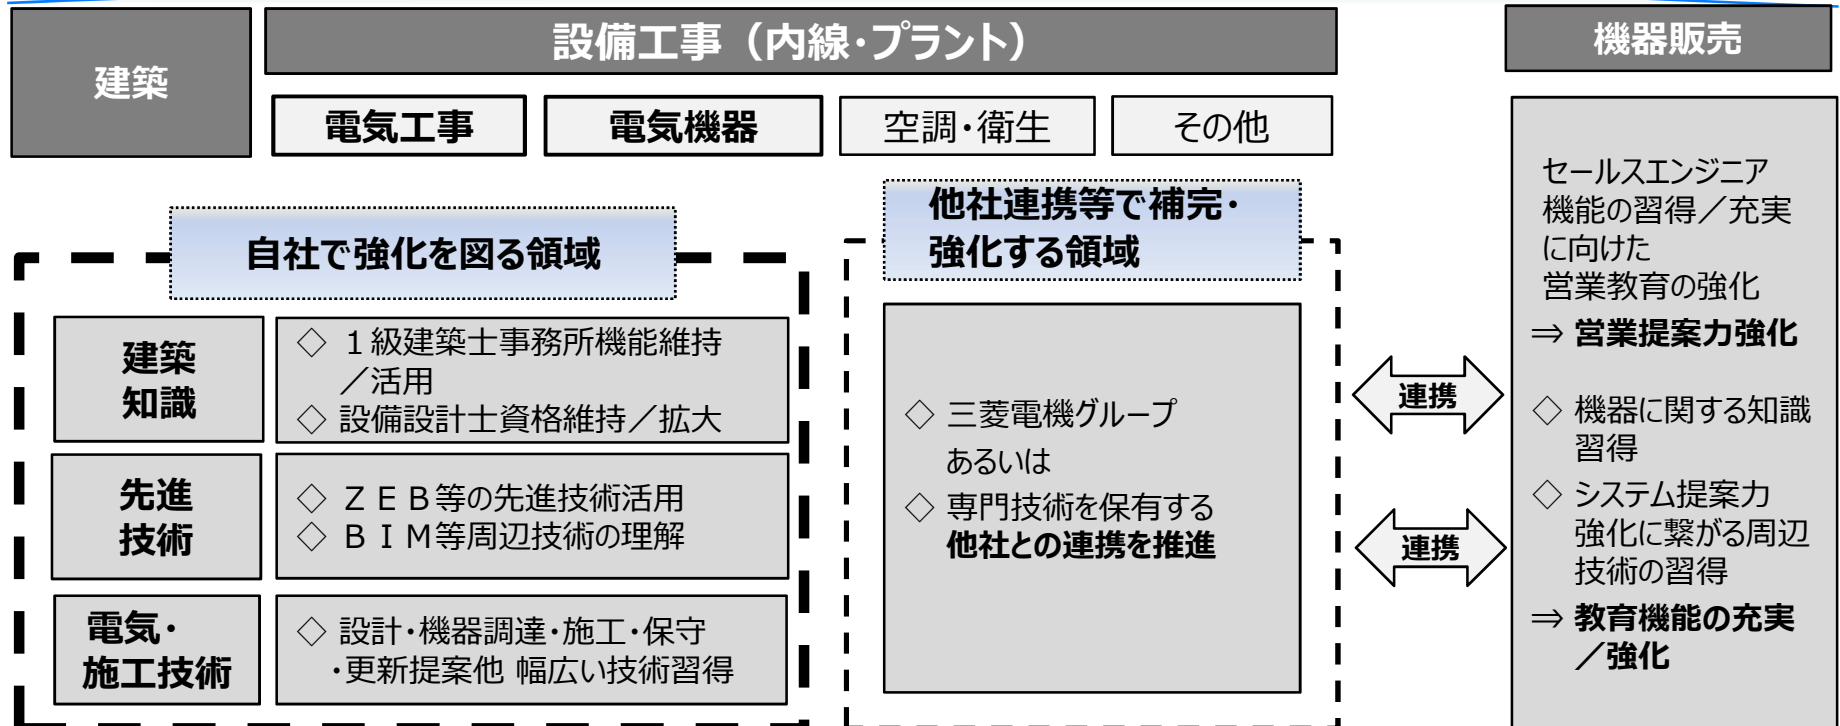 建築
設備工事（内線・プラント）
機器販売
電気工事
電気機器
空調・衛生
その他
自社で強化を図る領域
建築
知識
◇ １級建築士事務所機能維持
／活用
◇ 設備設計士資格維持／拡大
先進
技術
◇ ＺＥＢ等の先進技術活用
◇ ＢＩＭ等周辺技術の理解
電気・
施工技術
◇ 設計・機器調達・施工・保守
・更新提案他 幅広い技術習得
他社連携等で補完・
強化する領域
◇ 三菱電機グループ
あるいは
◇ 専門技術を保有する
他社との連携を推進
連携
連携
セールスエンジニア
機能の習得／充実
に向けた
営業教育の強化
⇒ 営業提案力強化
◇ 機器に関する知識
習得
◇ システム提案力
強化に繋がる周辺
技術の習得
⇒ 教育機能の充実
／強化